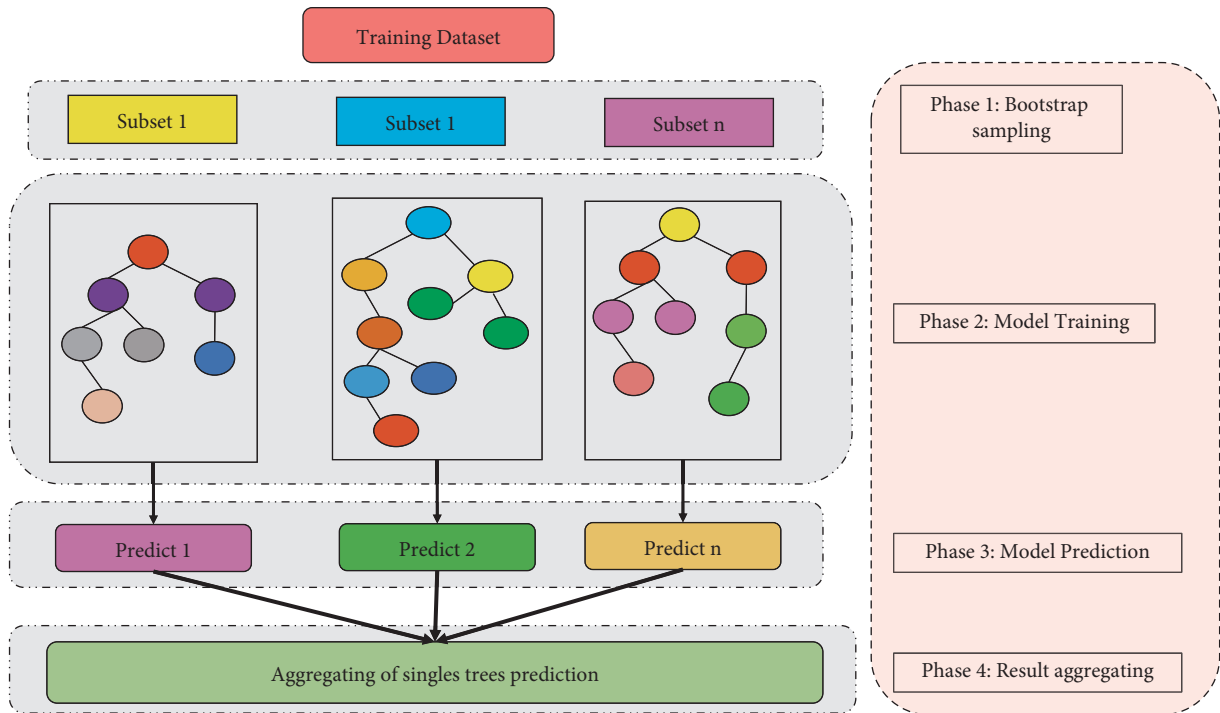 Training Dataset
Subset 1
Subset 1
Subset n
Predict 1
Predict 2
Predict n
Aggregating of singles trees prediction
Phase 1: Bootstrap
sampling
Phase 2: Model Training
Phase 3: Model Prediction
Phase 4: Result aggregating